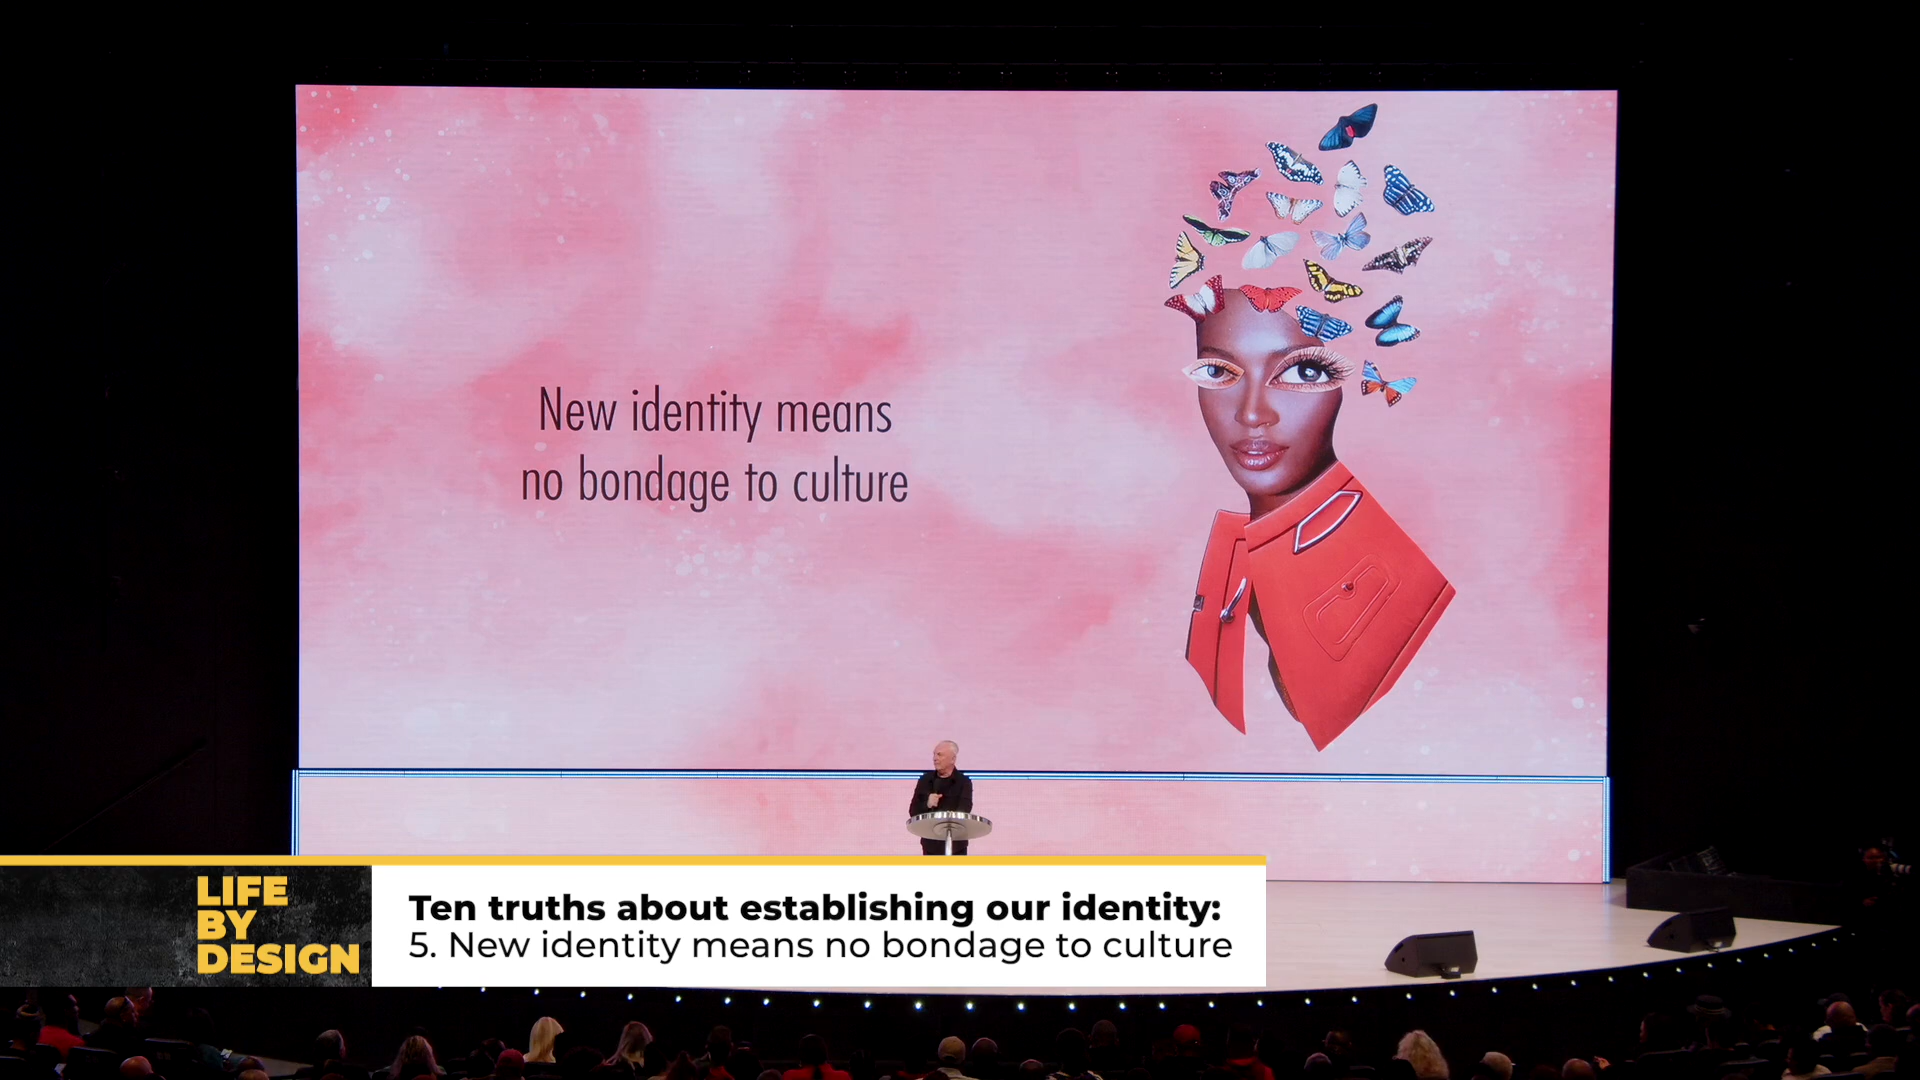 New identity means
no bondage to culture
LIFE
BY
DESIGN
Ten truths about establishing our identity:
5. New identity means no bondage to culture